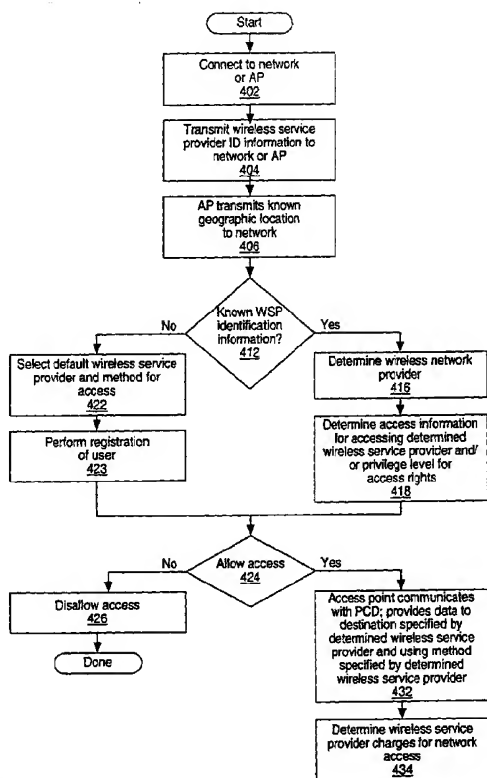 Start
Connect to network
or AP
402
Transmit wireless service
provider ID information to
network or AP
404
AP transmits known
geographic location
to network
406
Known WSP
identification
information?
412
No
Yes
Select default wireless service
provider and method for
access
422
Perform registration
of user
423
Determine wireless network
provider
416
Determine access information
for accessing determined
wireless service provider and/
or privilege level for
access rights
418
Allow access
424
No
Yes
Disallow access
426
Done
Access point communicates
with PCD; provides data to
destination specified by
determined wireless service
provider and using method
specified by determined
wireless service provider
432
Determine wireless service
provider charges for network
access
434